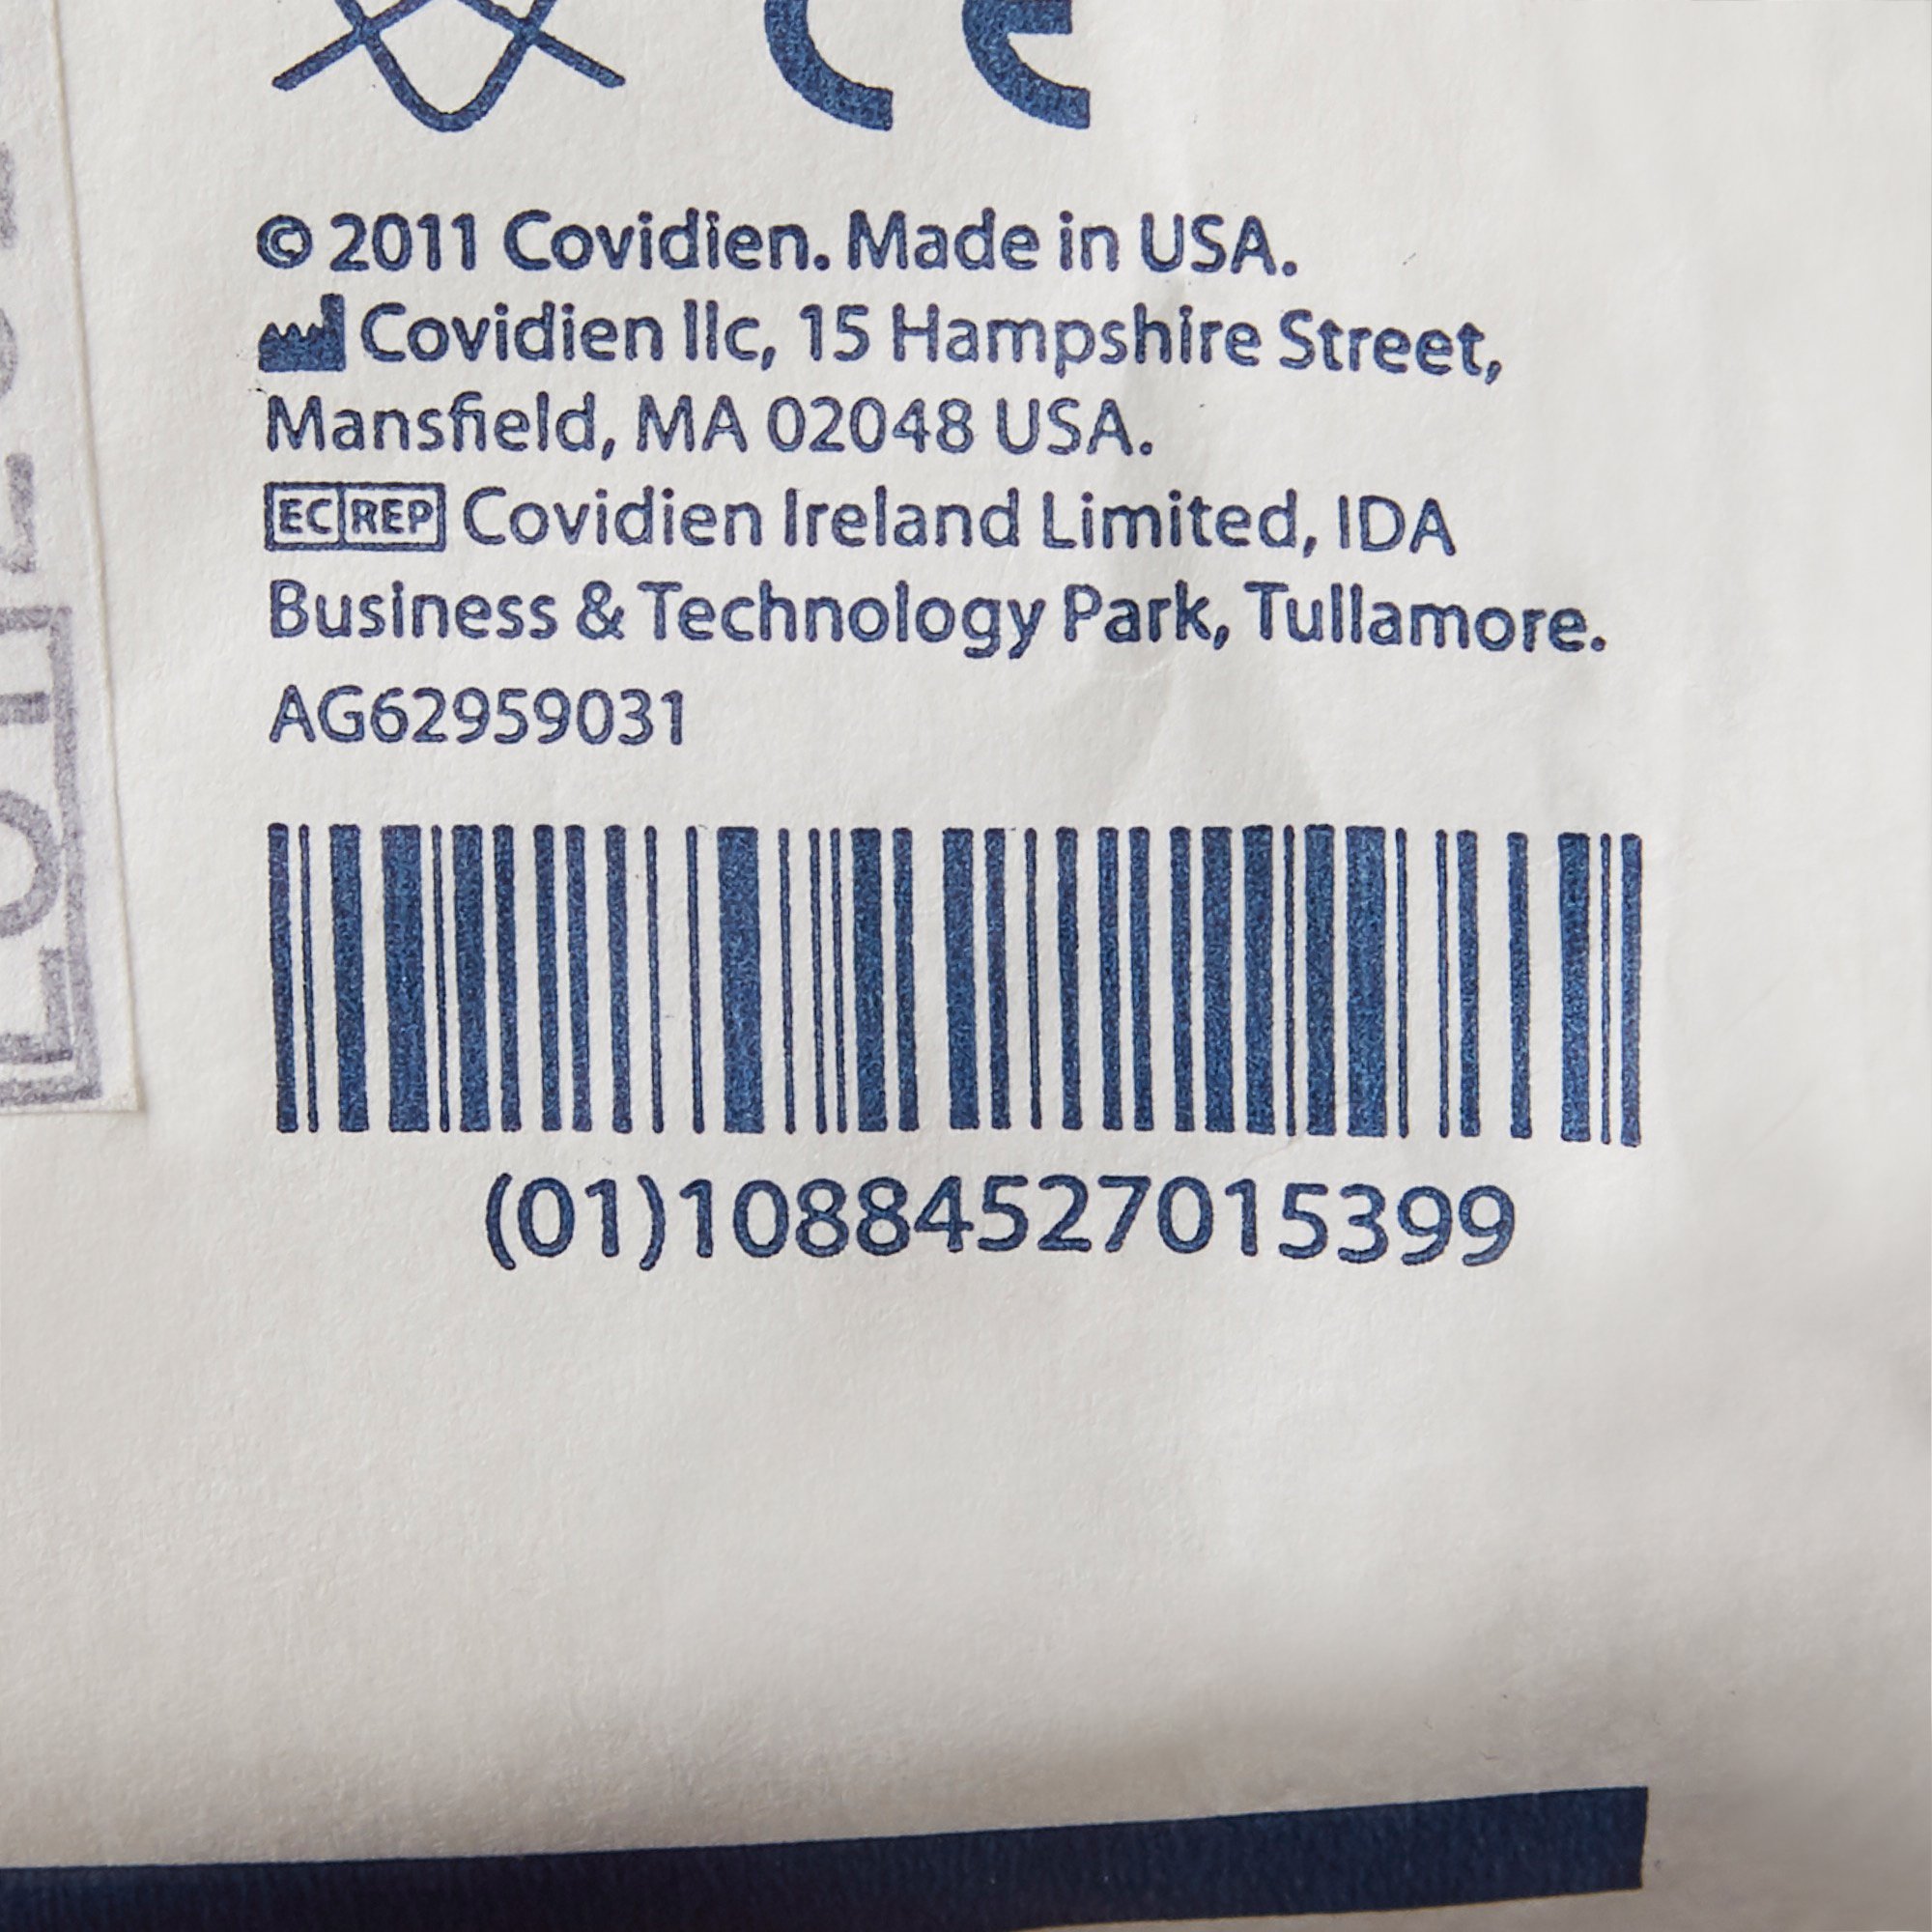 CE
© 2011 Covidien. Made in USA.
Covidien llc, 15 Hampshire Street,
Mansfield, MA 02048 USA.
EC REP Covidien Ireland Limited, IDA
Business & Technology Park, Tullamore.
AG62959031
(01)10884527015399